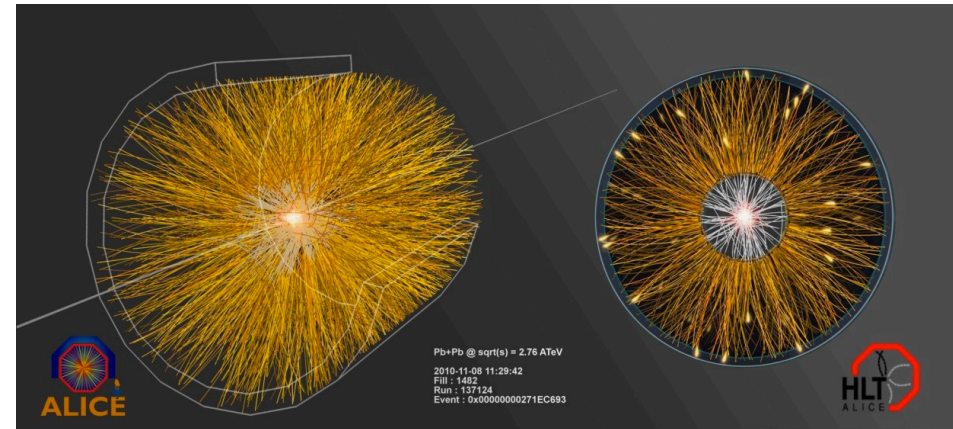 Pb+Pb @ sqrt(s) = 2.76 ATeV
2010-11-08 11:29:42
Fill : 1482
Run : 137124
Event : 0x00000000271EC693
ALICE
HLT
ALICE